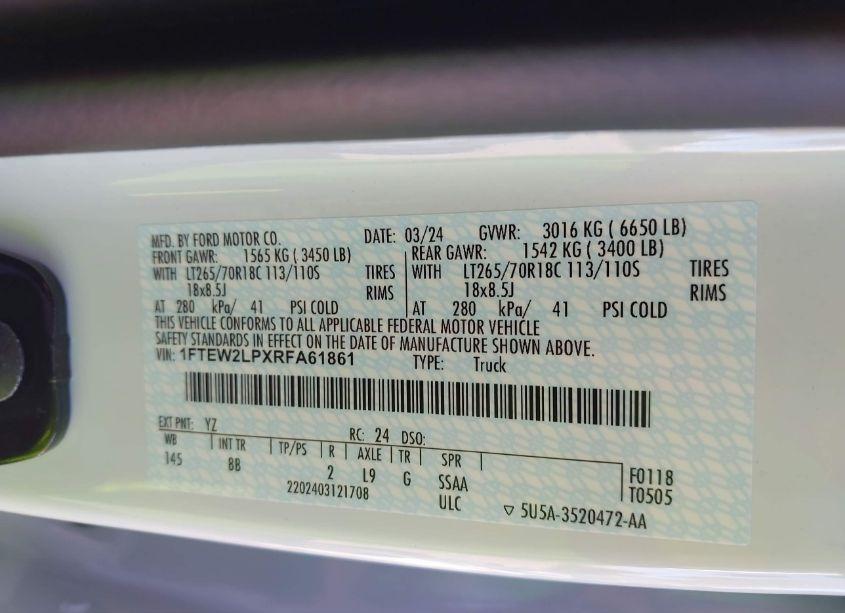 MFD. BY FORD MOTOR CO. DATE: 03/24 GVWR: 3016 KG ( 6650 LB)
FRONT GAWR: 1565 KG ( 3450 LB) REAR GAWR: 1542 KG ( 3400 LB)
WITH LT265/70R18C 113/110S TIRES WITH LT265/70R18C 113/110S TIRES
18x8.5J RIMS 18x8.5J RIMS
AT 280 kPa/ 41 PSI COLD AT 280 kPa/ 41 PSI COLD
THIS VEHICLE CONFORMS TO ALL APPLICABLE FEDERAL MOTOR VEHICLE
SAFETY STANDARDS IN EFFECT ON THE DATE OF MANUFACTURE SHOWN ABOVE.
VIN: 1FTEW2LPXRFA61861 TYPE: Truck
EXT PNT: YZ RC: 24 DSO:
WB INT TR TP/PS R AXLE TR SPR
145 8B 2 L9 G SSAA F0118
2202403121708 ULC T0505
▽ 5U5A-3520472-AA